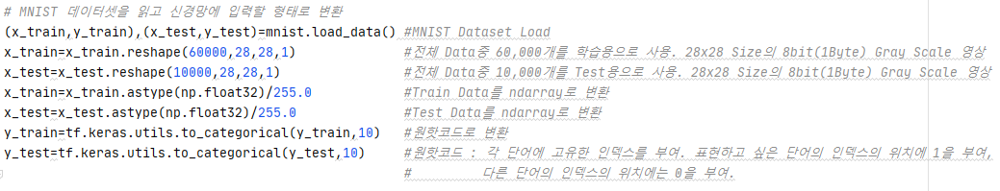 # MNIST 데이터셋을 읽고 신경망에 입력할 형태로 변환
(x_train,y_train),(x_test,y_test)=mnist.load_data() #MNIST Dataset Load
x_train=x_train.reshape(60000,28,28,1) #전체 Data중 60,000개를 학습용으로 사용. 28x28 Size의 8bit(1Byte) Gray Scale 영상
x_test=x_test.reshape(10000,28,28,1) #전체 Data중 10,000개를 Test용으로 사용. 28x28 Size의 8bit(1Byte) Gray Scale 영상
x_train=x_train.astype(np.float32)/255.0 #Train Data를 ndarray로 변환
x_test=x_test.astype(np.float32)/255.0 #Test Data를 ndarray로 변환
y_train=tf.keras.utils.to_categorical(y_train,10) #원핫코드로 변환
y_test=tf.keras.utils.to_categorical(y_test,10) #원핫코드 : 각 단어에 고유한 인덱스를 부여. 표현하고 싶은 단어의 인덱스의 위치에 1을 부여,
# 다른 단어의 인덱스의 위치에는 0을 부여.